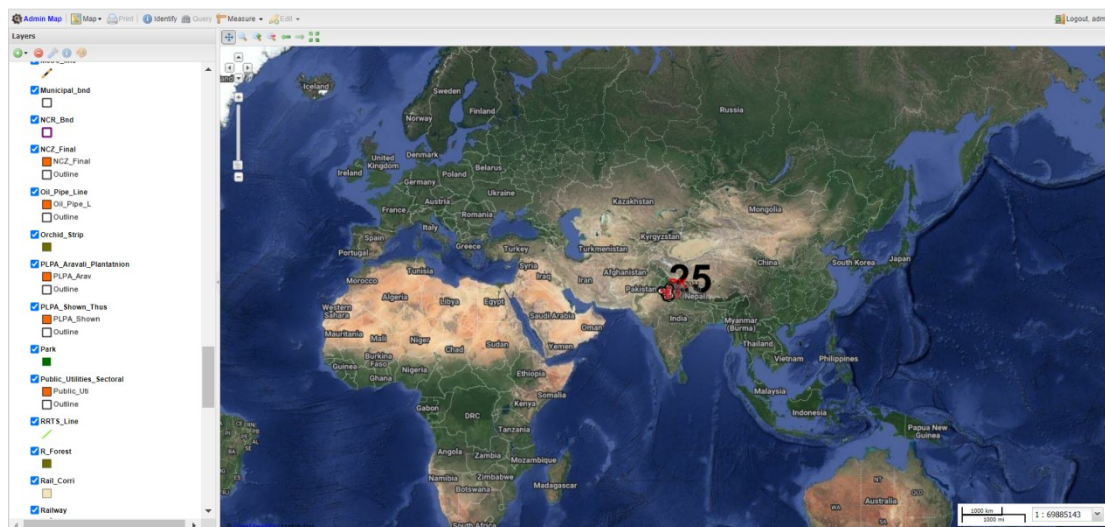 Admin Map Map Print Identify Query Measure Edit Logout, adm
Layers
Municipal_bnd
NCR_Bnd
NCZ_Final
NCZ_Final
Outline
Oil_Pipe_Line
Oil_Pipe_L
Outline
Orchid_Strip
PLPA_Aravali_Plantatnion
PLPA_Arav
Outline
PLPA_Shown_Thus
PLPA_Shown
Outline
Park
Public_Utilities_Sectoral
Public_Uti
Outline
RRTS_Line
R_Forest
Rail_Corri
Railway
Iceland
Sweden
Finland
Norway
Russia
United
Kingdom
Denmark
Ireland
Belarus
Poland
Germany
Ukraine
Austria
France
Romania
Kazakhstan
Mongolia
Italy
Spain
Portugal
Greece
Turkey
Kyrgyzstan
Turkmenistan
China
South Korea
Japan
Tunisia
Syria
Iraq
Iran
Afghanistan
25
Morocco
Pakistan
Nepal
Algeria
Libya
Egypt
Western
Sahara
Saudi Arabia
Oman
India
Myanmar
(Burma)
Mauritania
Mali
Niger
Chad
Sudan
Yemen
Thailand
Vietnam
Philippines
Burkina
Faso
Guinea
Ghana
Nigeria
Ethiopia
Somalia
Malaysia
Gabon
DRC
Kenya
Indonesia
Papua New
Guinea
Tanzania
Angola
Zambia
Mozambique
Namibia
Zimbabwe
Botswana
Madagascar
South Africa
NT
QLD
WA
Australia
SA
1000 km
1000 mi
1 : 69885143